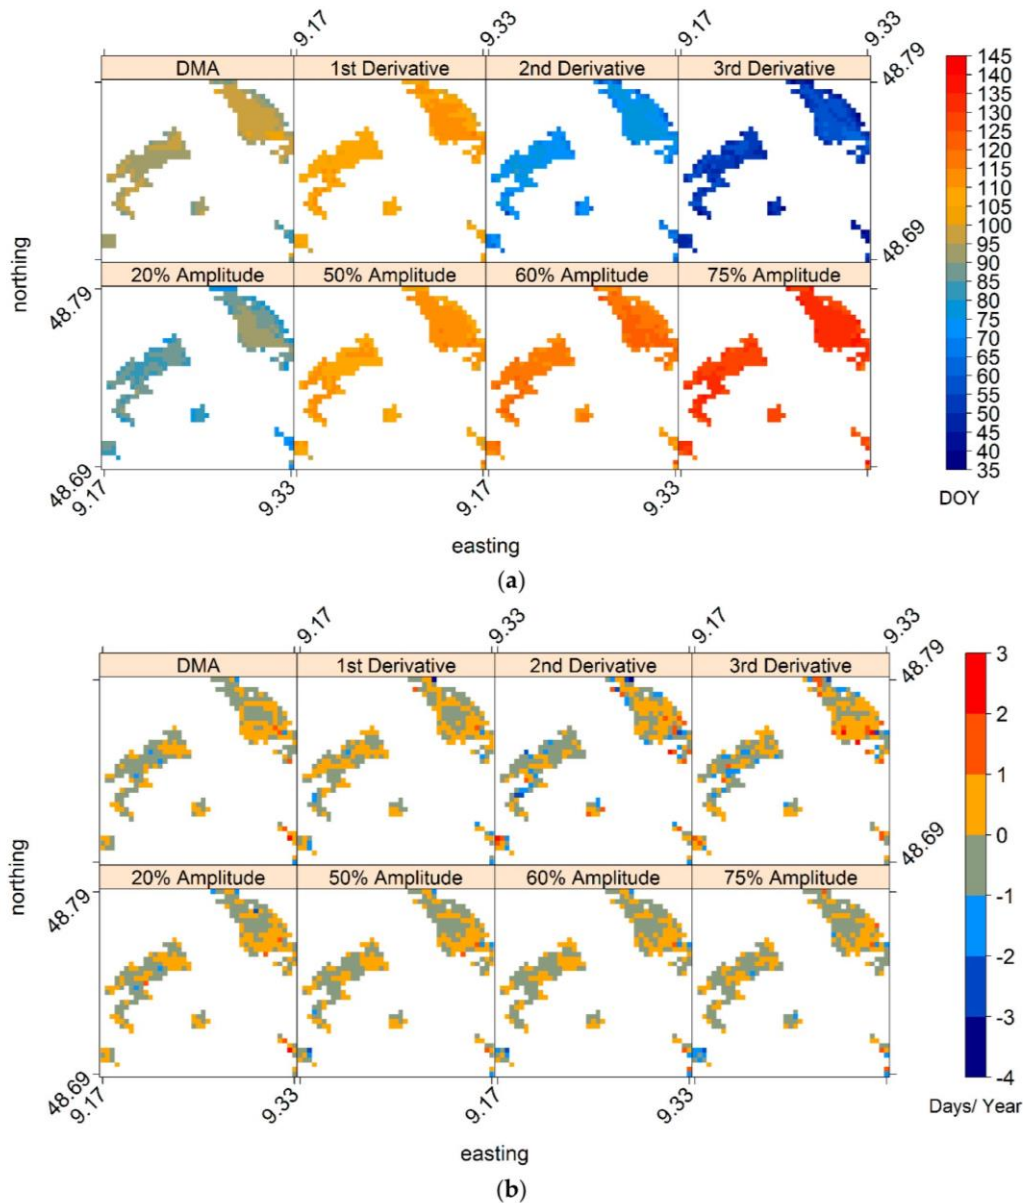 9.17 9.33 9.17 9.33
DMA 1st Derivative 2nd Derivative 3rd Derivative
48.79
145
140
135
130
125
120
115
110
105
100
95
90
85
80
75
70
65
60
55
50
45
40
35
DOY
48.69
northing
20% Amplitude 50% Amplitude 60% Amplitude 75% Amplitude
48.79
48.69
9.17 9.33 9.17 9.33
easting
(a)
9.17 9.33 9.17 9.33
DMA 1st Derivative 2nd Derivative 3rd Derivative
48.79
3
2
1
0
-1
-2
-3
-4
Days/ Year
48.69
northing
20% Amplitude 50% Amplitude 60% Amplitude 75% Amplitude
48.79
48.69
9.17 9.33 9.17 9.33
easting
(b)